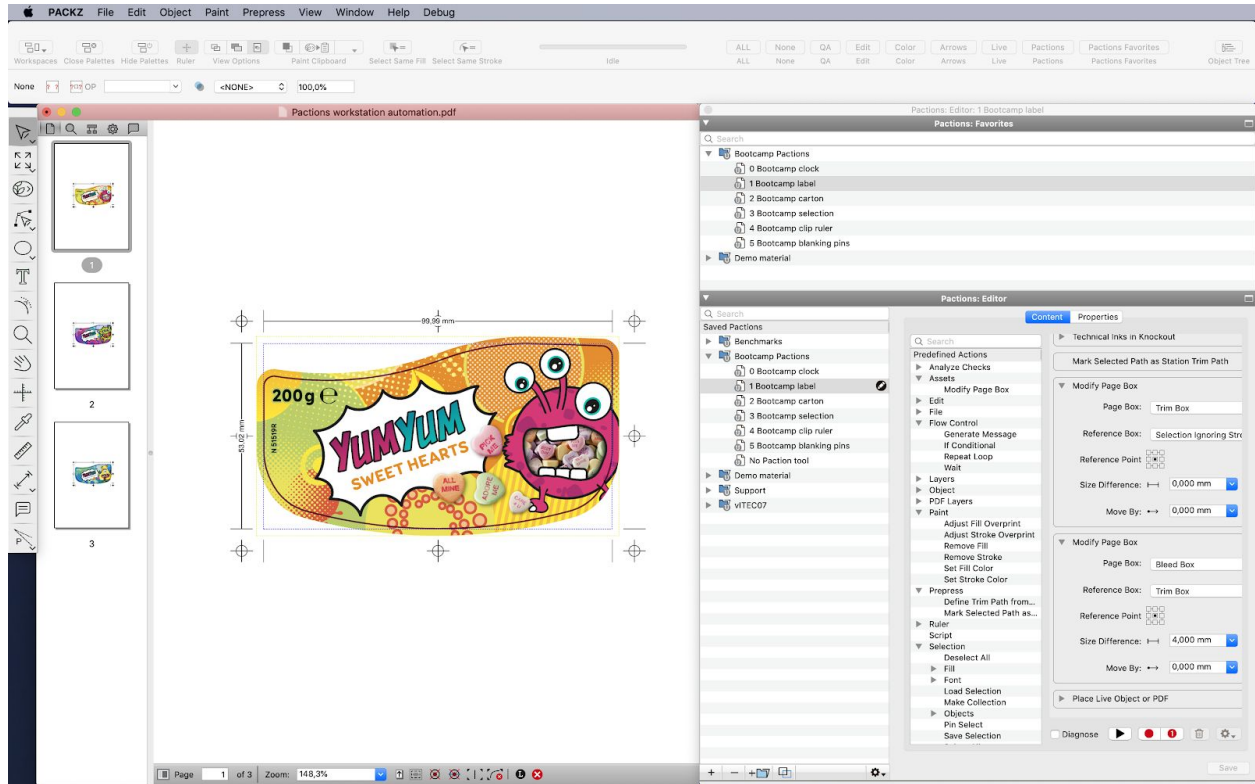 PACKZ File Edit Object Paint Prepress View Window Help Debug
ALL None QA Edit Color Arrows Live Pactions Pactions Favorites
Workspaces Close Palettes Hide Palettes Ruler View Options Paint Clipboard Select Same Fill Select Same Stroke Idle ALL None QA Edit Color Arrows Live Pactions Pactions Favorites Object Tree
None OP <NONE> 100,0%
Pactions workstation automation.pdf
1
2
3
99,99 mm
53,02 mm
200g e
N 51519R
YUMYUM
SWEET HEARTS
PICK ME
ALL MINE
ADORE ME
Page 1 of 3 Zoom: 148,3%
Pactions: Editor: 1 Bootcamp label
Pactions: Favorites
Search
Bootcamp Pactions
0 Bootcamp clock
1 Bootcamp label
2 Bootcamp carton
3 Bootcamp selection
4 Bootcamp clip ruler
5 Bootcamp blanking pins
Demo material
Pactions: Editor
Search
Saved Pactions
Benchmarks
Bootcamp Pactions
0 Bootcamp clock
1 Bootcamp label
2 Bootcamp carton
3 Bootcamp selection
4 Bootcamp clip ruler
5 Bootcamp blanking pins
No Paction tool
Demo material
Support
vITEC07
Content Properties
Search
Predefined Actions
Analyze Checks
Assets
Modify Page Box
Edit
File
Flow Control
Generate Message
If Conditional
Repeat Loop
Wait
Layers
Object
PDF Layers
Paint
Adjust Fill Overprint
Adjust Stroke Overprint
Remove Fill
Remove Stroke
Set Fill Color
Set Stroke Color
Prepress
Define Trim Path from...
Mark Selected Path as...
Ruler
Script
Selection
Deselect All
Fill
Font
Load Selection
Make Collection
Objects
Pin Select
Save Selection
Technical Inks in Knockout
Mark Selected Path as Station Trim Path
Modify Page Box
Page Box: Trim Box
Reference Box: Selection Ignoring Stro
Reference Point
Size Difference: 0,000 mm
Move By: 0,000 mm
Modify Page Box
Page Box: Bleed Box
Reference Box: Trim Box
Reference Point
Size Difference: 4,000 mm
Move By: 0,000 mm
Place Live Object or PDF
Diagnose
Save